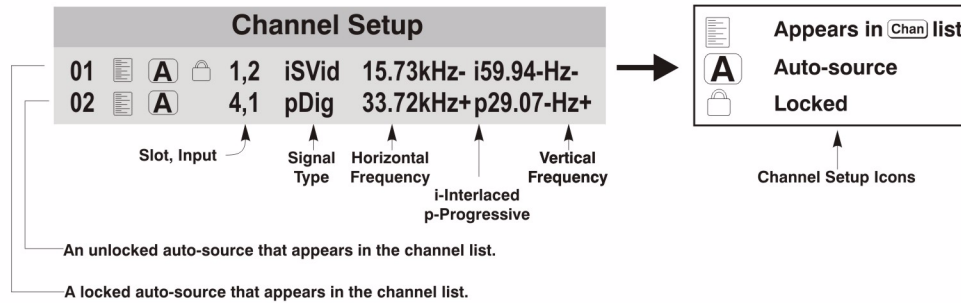 Channel Setup
01 A 1,2 iSVid 15.73kHz- i59.94-Hz-
02 A 4,1 pDig 33.72kHz+ p29.07-Hz+
Slot, Input
Signal
Type
Horizontal
Frequency
i-Interlaced
p-Progressive
Vertical
Frequency
An unlocked auto-source that appears in the channel list.
A locked auto-source that appears in the channel list.
Appears in Chan list
A Auto-source
Locked
Channel Setup Icons